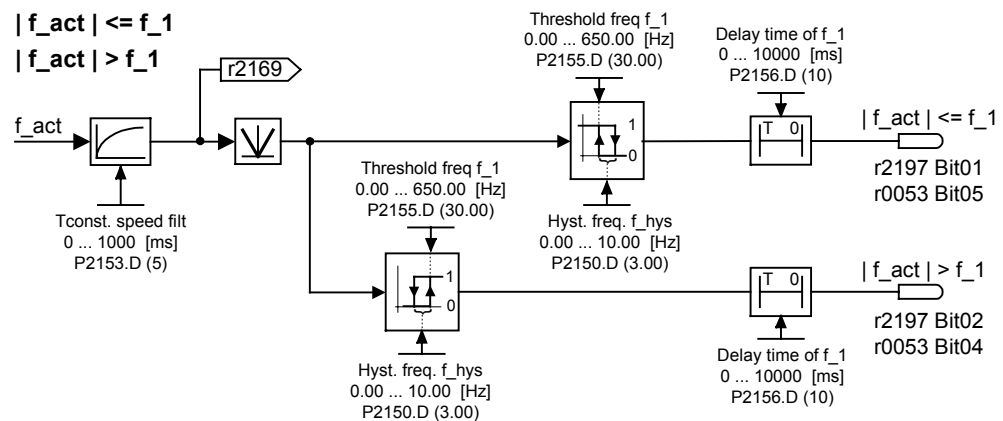 | f_act | <= f_1
| f_act | > f_1
r2169
f_act
Tconst. speed filt
0 ... 1000 [ms]
P2153.D (5)
Threshold freq f_1
0.00 ... 650.00 [Hz]
P2155.D (30.00)
1
0
Hyst. freq. f_hys
0.00 ... 10.00 [Hz]
P2150.D (3.00)
Delay time of f_1
0 ... 10000 [ms]
P2156.D (10)
T 0
| f_act | <= f_1
r2197 Bit01
r0053 Bit05
Threshold freq f_1
0.00 ... 650.00 [Hz]
P2155.D (30.00)
1
0
Hyst. freq. f_hys
0.00 ... 10.00 [Hz]
P2150.D (3.00)
T 0
Delay time of f_1
0 ... 10000 [ms]
P2156.D (10)
| f_act | > f_1
r2197 Bit02
r0053 Bit04